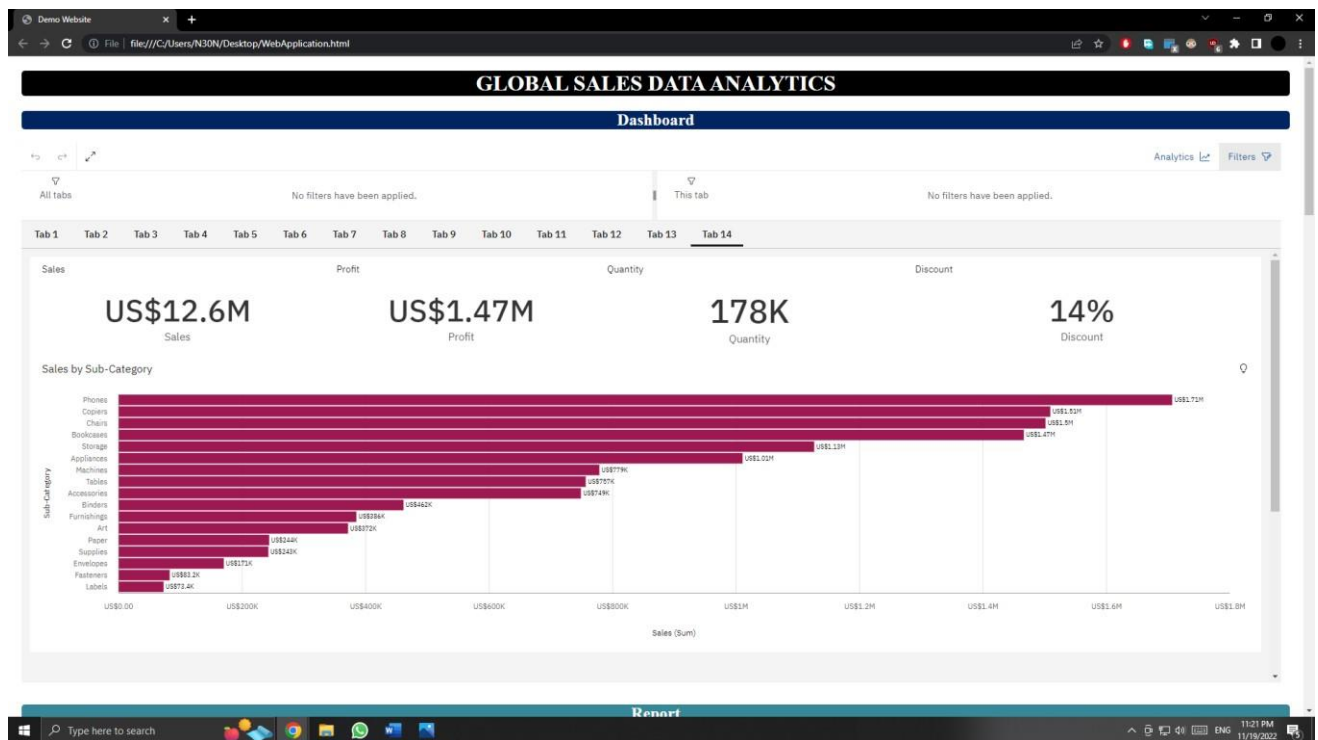 Demo Website
File file:///C:/Users/N30N/Desktop/WebApplication.html
GLOBAL SALES DATA ANALYTICS
Dashboard
Analytics Filters
All tabs No filters have been applied. This tab No filters have been applied.
Tab 1 Tab 2 Tab 3 Tab 4 Tab 5 Tab 6 Tab 7 Tab 8 Tab 9 Tab 10 Tab 11 Tab 12 Tab 13 Tab 14
Sales Profit Quantity Discount
US$12.6M US$1.47M 178K 14%
Sales Profit Quantity Discount
Sales by Sub-Category
Sub-Category
Phones US$1.71M
Copiers US$1.51M
Chairs US$1.5M
Bookcases US$1.47M
Storage US$1.13M
Appliances US$1.01M
Machines US$779K
Tables US$757K
Accessories US$749K
Binders US$462K
Furnishings US$386K
Art US$372K
Paper US$244K
Supplies US$243K
Envelopes US$171K
Fasteners US$83.2K
Labels US$73.4K
US$0.00 US$200K US$400K US$600K US$800K US$1M US$1.2M US$1.4M US$1.6M US$1.8M
Sales (Sum)
Report
Type here to search
ENG 11:21 PM
11/19/2022